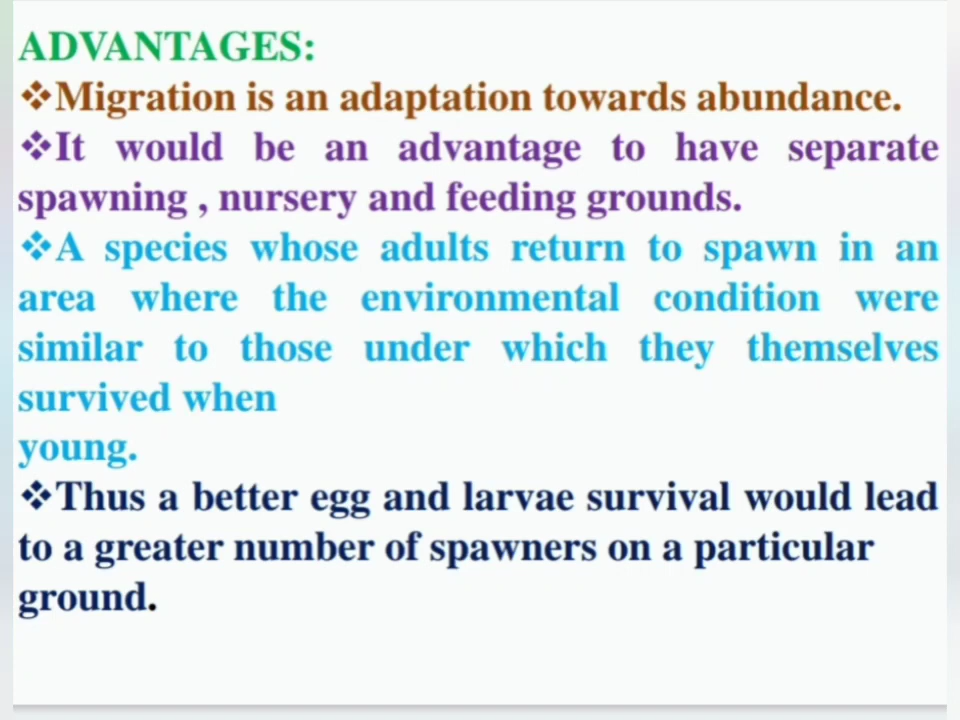 ADVANTAGES:
❖Migration is an adaptation towards abundance.
❖It would be an advantage to have separate
spawning , nursery and feeding grounds.
❖A species whose adults return to spawn in an
area where the environmental condition were
similar to those under which they themselves
survived when
young.
❖Thus a better egg and larvae survival would lead
to a greater number of spawners on a particular
ground.